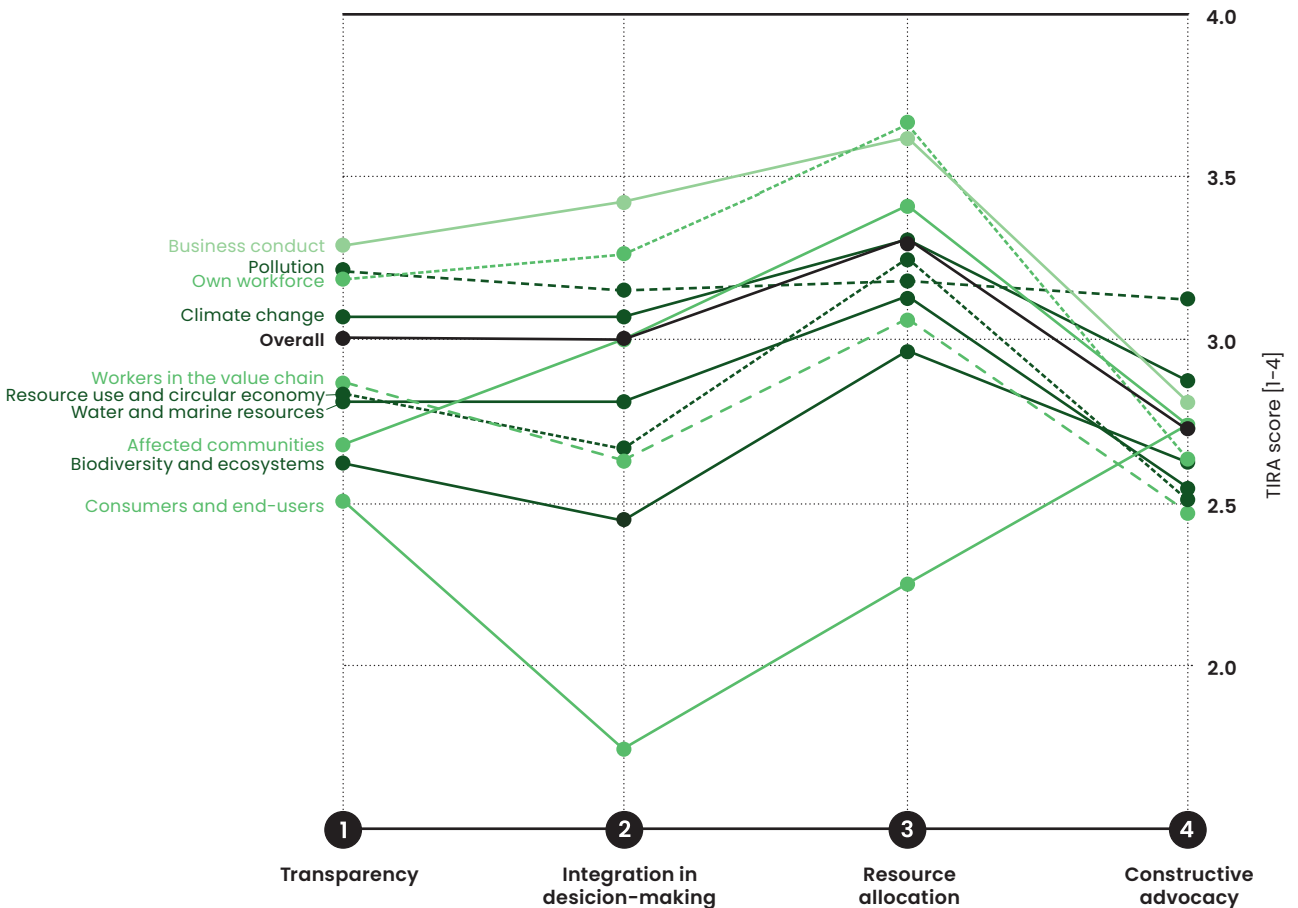 4.0
3.5
Business conduct
Pollution
Own workforce
Climate change
Overall
3.0
Workers in the value chain
Resource use and circular economy
Water and marine resources
Affected communities
Biodiversity and ecosystems
Consumers and end-users
2.5
TIRA score [1-4]
2.0
1
2
3
4
Transparency
Integration in
desicion-making
Resource
allocation
Constructive
advocacy